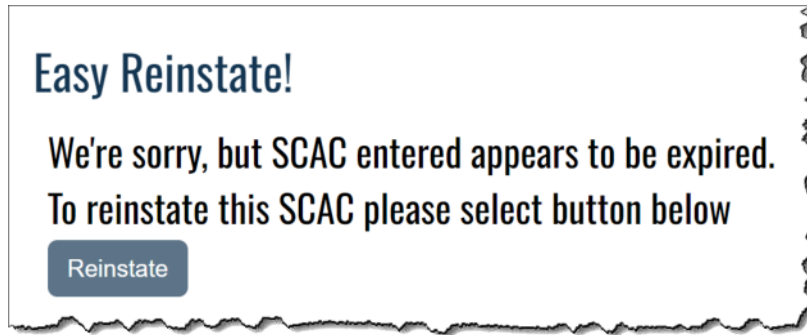 Easy Reinstate!
We're sorry, but SCAC entered appears to be expired.
To reinstate this SCAC please select button below
Reinstate